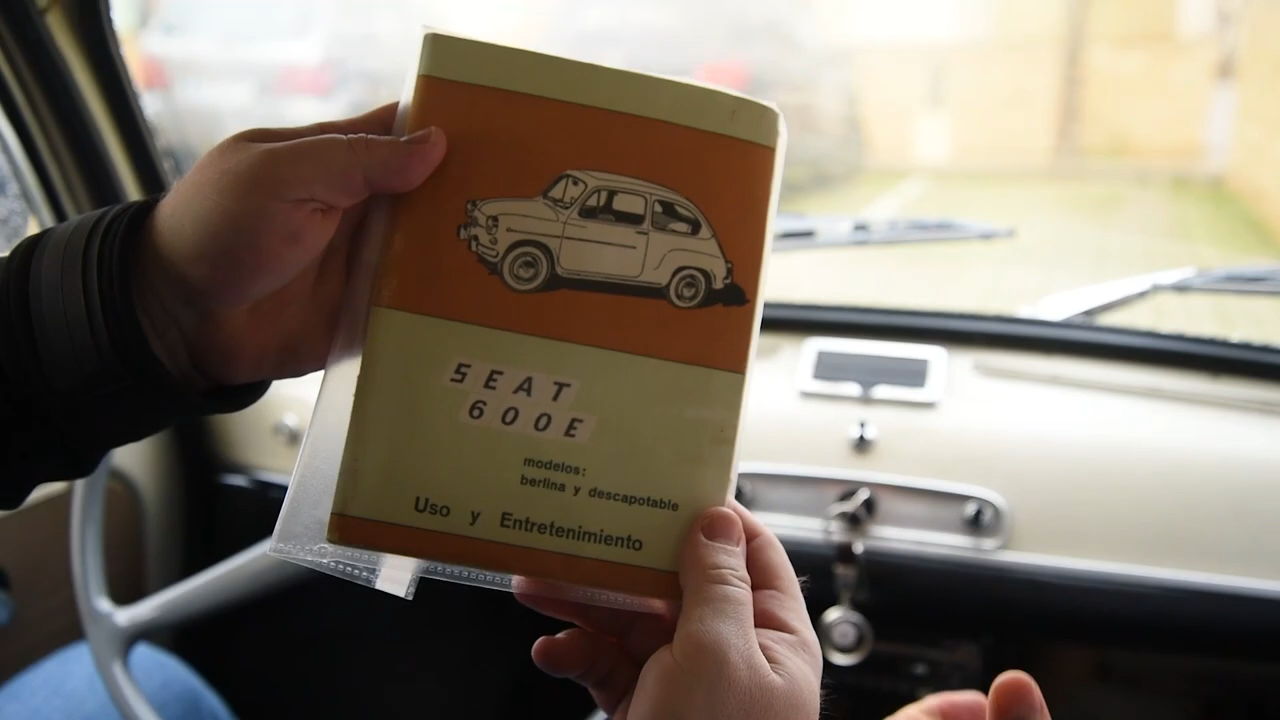 SEAT
600E
modelos:
berlina y descapotable
Uso y Entretenimiento